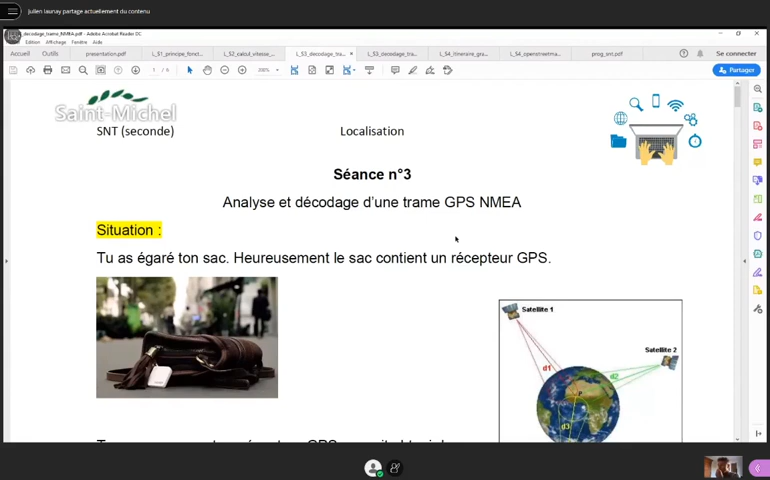 Julien launay partage actuellement du contenu
_decodage_trame_NMEA.pdf - Adobe Acrobat Reader DC
Edition Affichage Fenêtre Aide
Accueil Outils presentation.pdf L_S1_principe_fonct... L_S2_calcul_vitesse_... L_S3_decodage_tra... × L_S3_decodage_tra... L_S4_itineraire_gra... L_S4_openstreetma... prog_snt.pdf Se connecter
1 / 6 200% Partager
Saint-Michel
SNT (seconde) Localisation
Séance n°3
Analyse et décodage d'une trame GPS NMEA
Situation :
Tu as égaré ton sac. Heureusement le sac contient un récepteur GPS.
Satellite 1
Satellite 2
d1
d2
P
d3